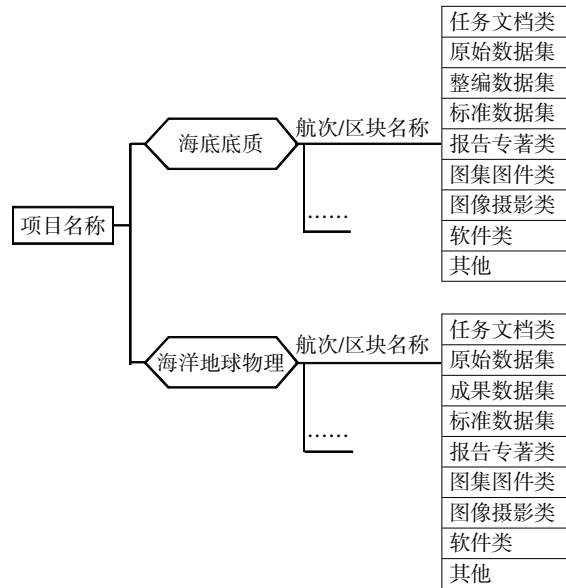 项目名称
海底底质
航次/区块名称
……
任务文档类
原始数据集
整编数据集
标准数据集
报告专著类
图集图件类
图像摄影类
软件类
其他
海洋地球物理
航次/区块名称
……
任务文档类
原始数据集
成果数据集
标准数据集
报告专著类
图集图件类
图像摄影类
软件类
其他